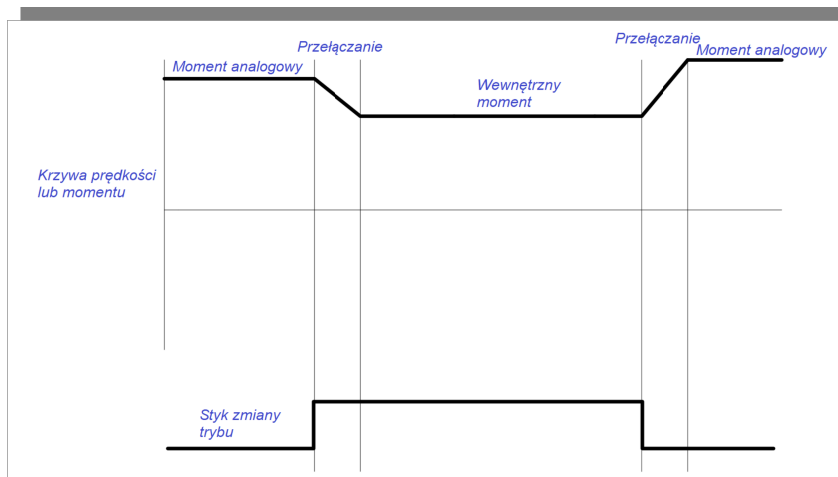 Przełączanie
Przełączanie
Moment analogowy
Moment analogowy
Wewnętrzny
moment
Krzywa prędkości
lub momentu
Styk zmiany
trybu